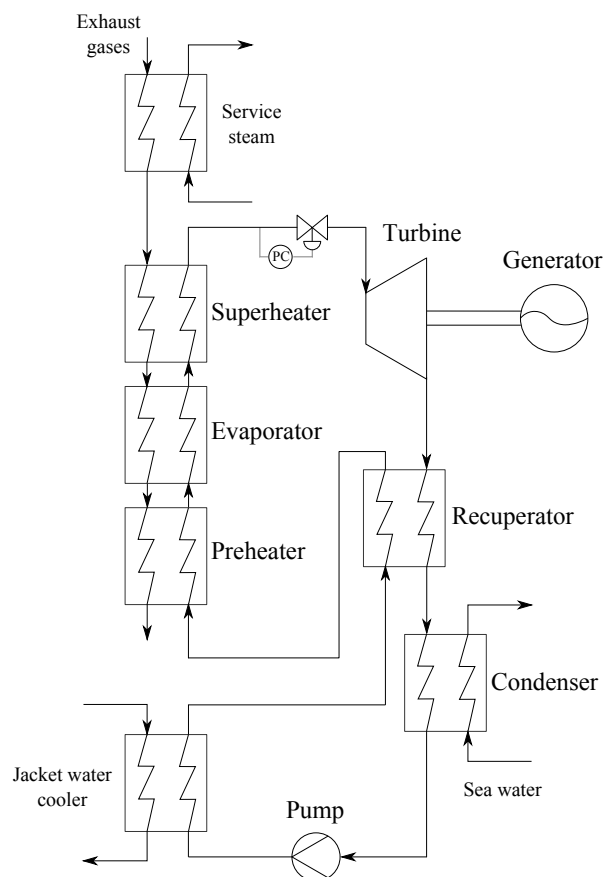 Exhaust
gases
Service
steam
PC
Turbine
Generator
Superheater
Evaporator
Recuperator
Preheater
Condenser
Jacket water
cooler
Sea water
Pump